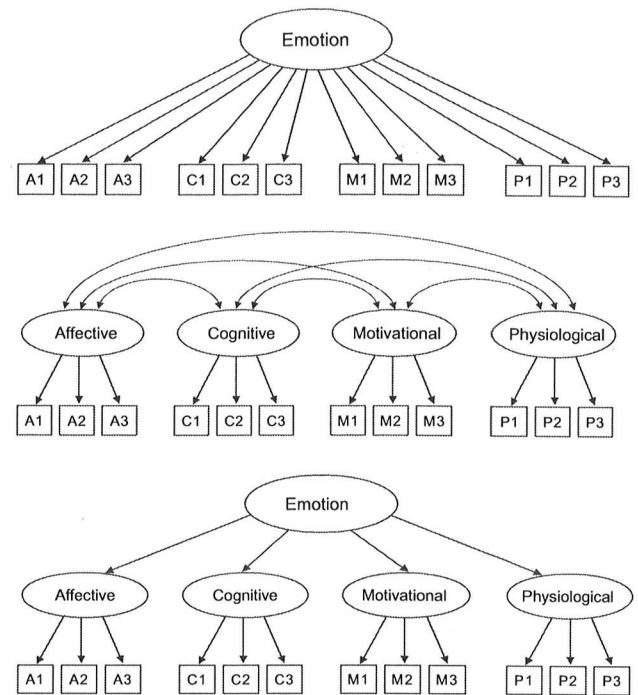 Emotion
A1 A2 A3 C1 C2 C3 M1 M2 M3 P1 P2 P3
Affective Cognitive Motivational Physiological
A1 A2 A3 C1 C2 C3 M1 M2 M3 P1 P2 P3
Emotion
Affective Cognitive Motivational Physiological
A1 A2 A3 C1 C2 C3 M1 M2 M3 P1 P2 P3